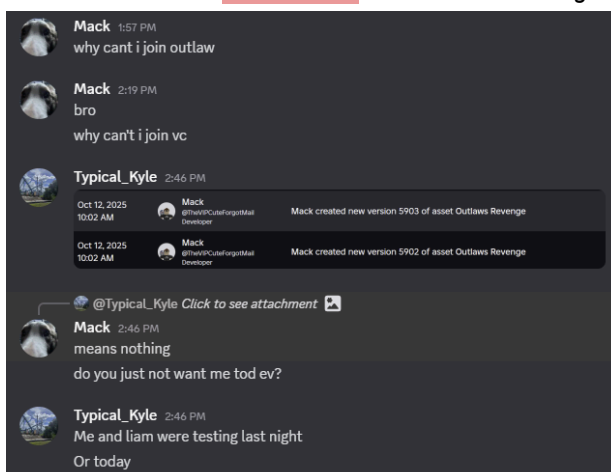 Mack 1:57 PM
why cant i join outlaw
Mack 2:19 PM
bro
why can't i join vc
Typical_Kyle 2:46 PM
Oct 12, 2025
10:02 AM
Mack
@TheVIPCuteForgotMail
Developer
Mack created new version 5903 of asset Outlaws Revenge
Oct 12, 2025
10:02 AM
Mack
@TheVIPCuteForgotMail
Developer
Mack created new version 5902 of asset Outlaws Revenge
@Typical_Kyle Click to see attachment
Mack 2:46 PM
means nothing
do you just not want me tod ev?
Typical_Kyle 2:46 PM
Me and liam were testing last night
Or today